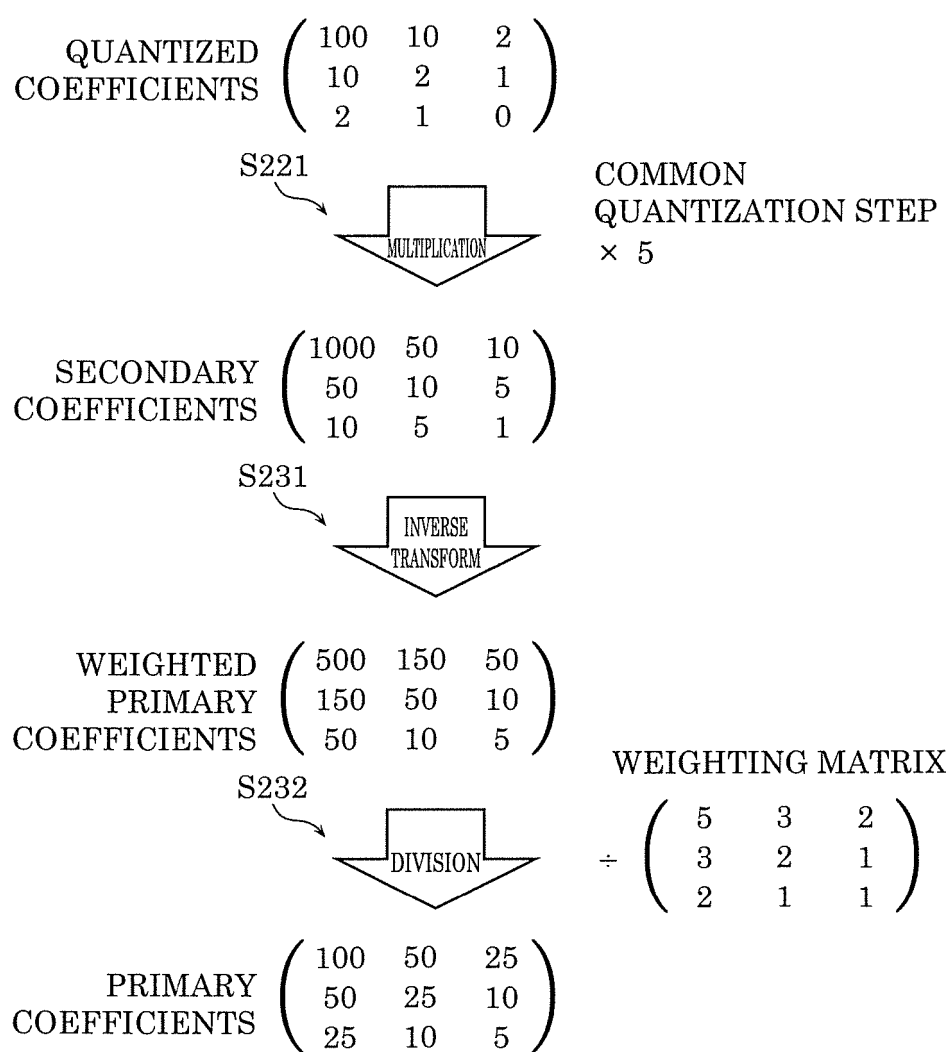 QUANTIZED
COEFFICIENTS
100 10 2
10 2 1
2 1 0
S221
MULTIPLICATION
COMMON
QUANTIZATION STEP
× 5
SECONDARY
COEFFICIENTS
1000 50 10
50 10 5
10 5 1
S231
INVERSE
TRANSFORM
WEIGHTED
PRIMARY
COEFFICIENTS
500 150 50
150 50 10
50 10 5
S232
DIVISION
WEIGHTING MATRIX
÷
5 3 2
3 2 1
2 1 1
PRIMARY
COEFFICIENTS
100 50 25
50 25 10
25 10 5